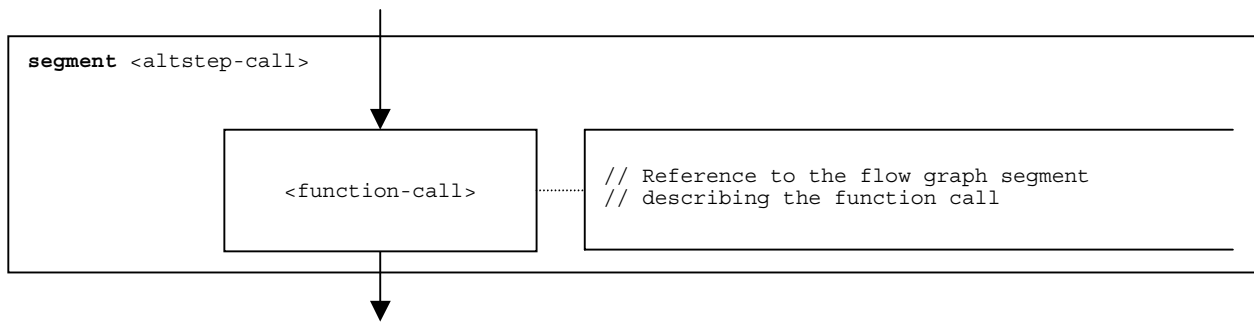 segment <altstep-call>
<function-call>
// Reference to the flow graph segment
// describing the function call